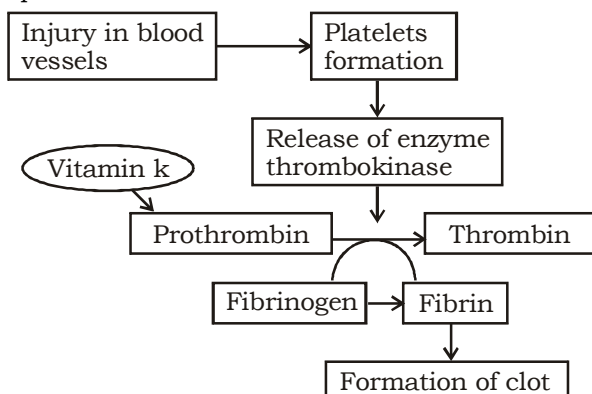 Injury in blood
vessels
Platelets
formation
Release of enzyme
thrombokinase
Vitamin k
Prothrombin
Thrombin
Fibrinogen
Fibrin
Formation of clot